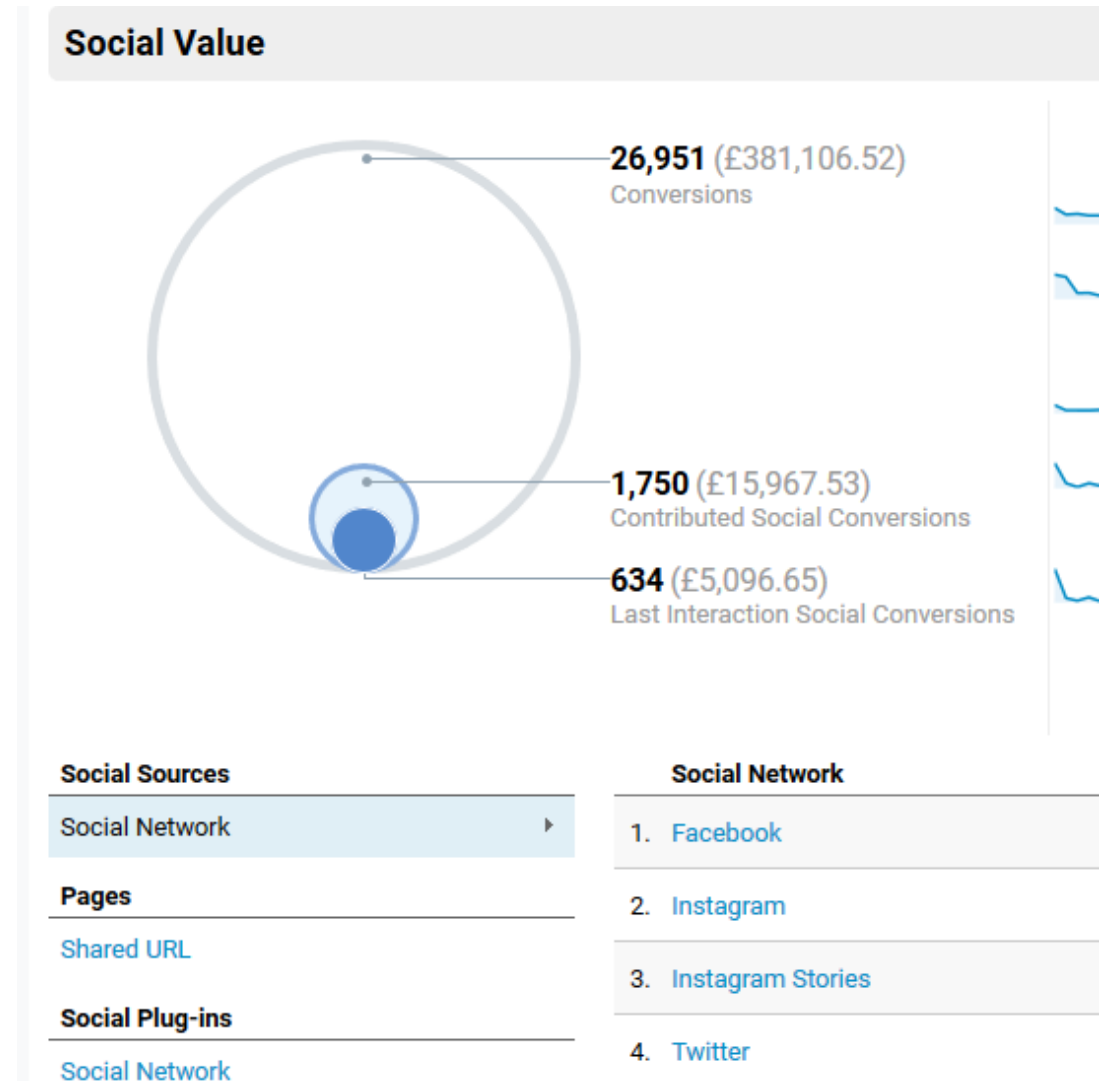 Social Value
26,951 (£381,106.52)
Conversions
1,750 (£15,967.53)
Contributed Social Conversions
634 (£5,096.65)
Last Interaction Social Conversions
Social Sources
Social Network
Pages
Shared URL
Social Plug-ins
Social Network
Social Network
1. Facebook
2. Instagram
3. Instagram Stories
4. Twitter